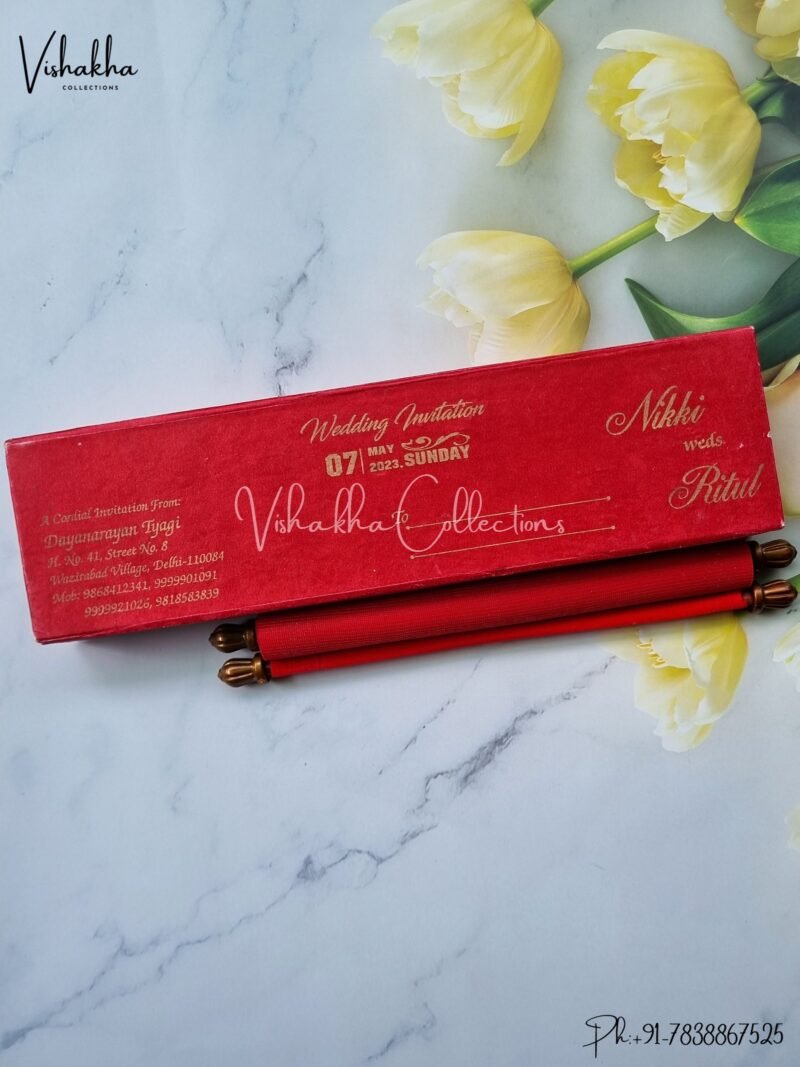 Vishakha
COLLECTIONS
Wedding Invitation
07 MAY
2023. SUNDAY
Nikki
weds.
Ritul
A Cordial Invitation From:
Dayanarayan Tyagi
H. No. 41, Street No. 8
Wazirabad Village, Delhi-110084
Mob: 9868412341, 9999901091
9999921026, 9818583839
To
Vishakha Collections
Ph:+91-7838867525